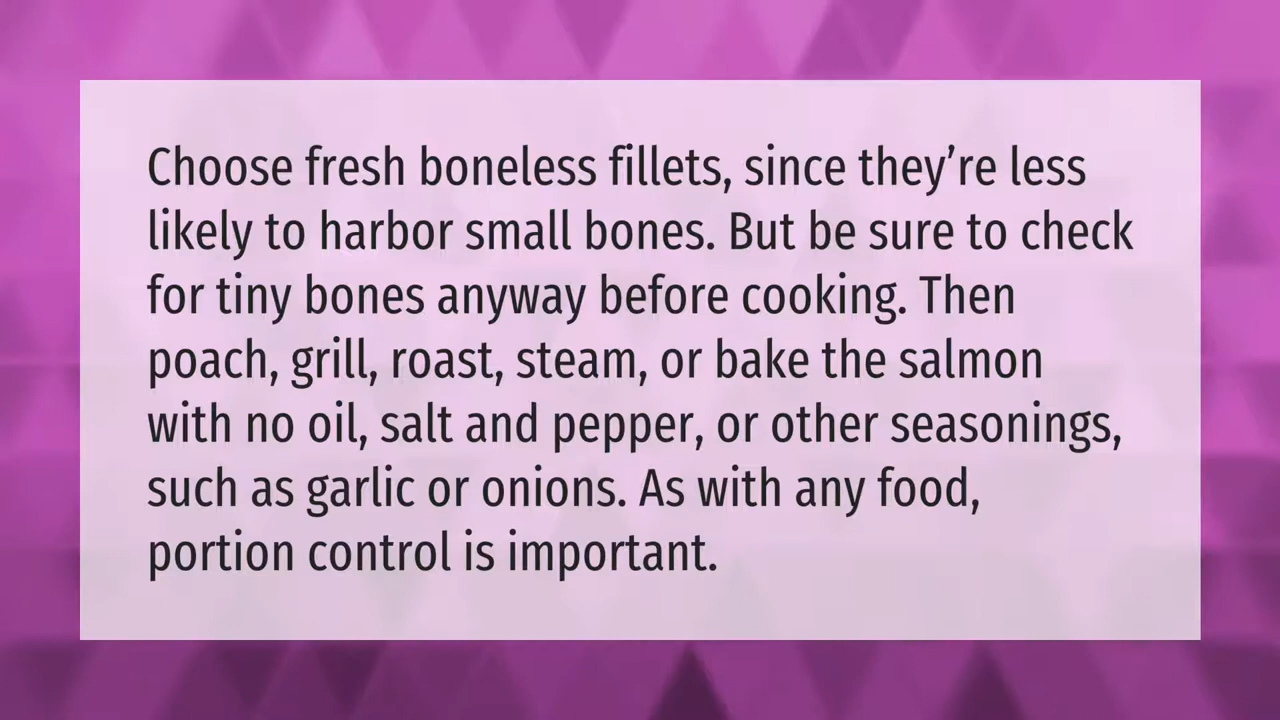 Choose fresh boneless fillets, since they’re less
likely to harbor small bones. But be sure to check
for tiny bones anyway before cooking. Then
poach, grill, roast, steam, or bake the salmon
with no oil, salt and pepper, or other seasonings,
such as garlic or onions. As with any food,
portion control is important.